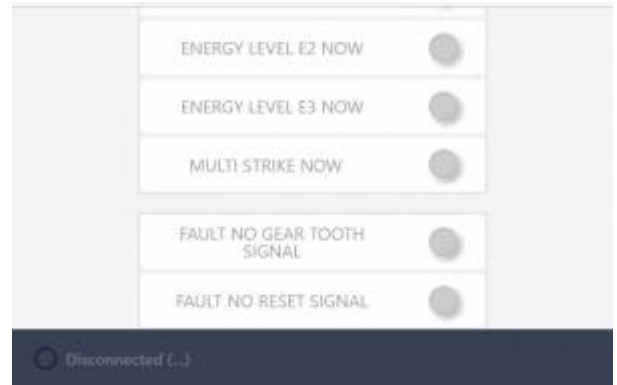 ENERGY LEVEL E2 NOW
ENERGY LEVEL E3 NOW
MULTI STRIKE NOW
FAULT NO GEAR TOOTH
SIGNAL
FAULT NO RESET SIGNAL
Disconnected (...)